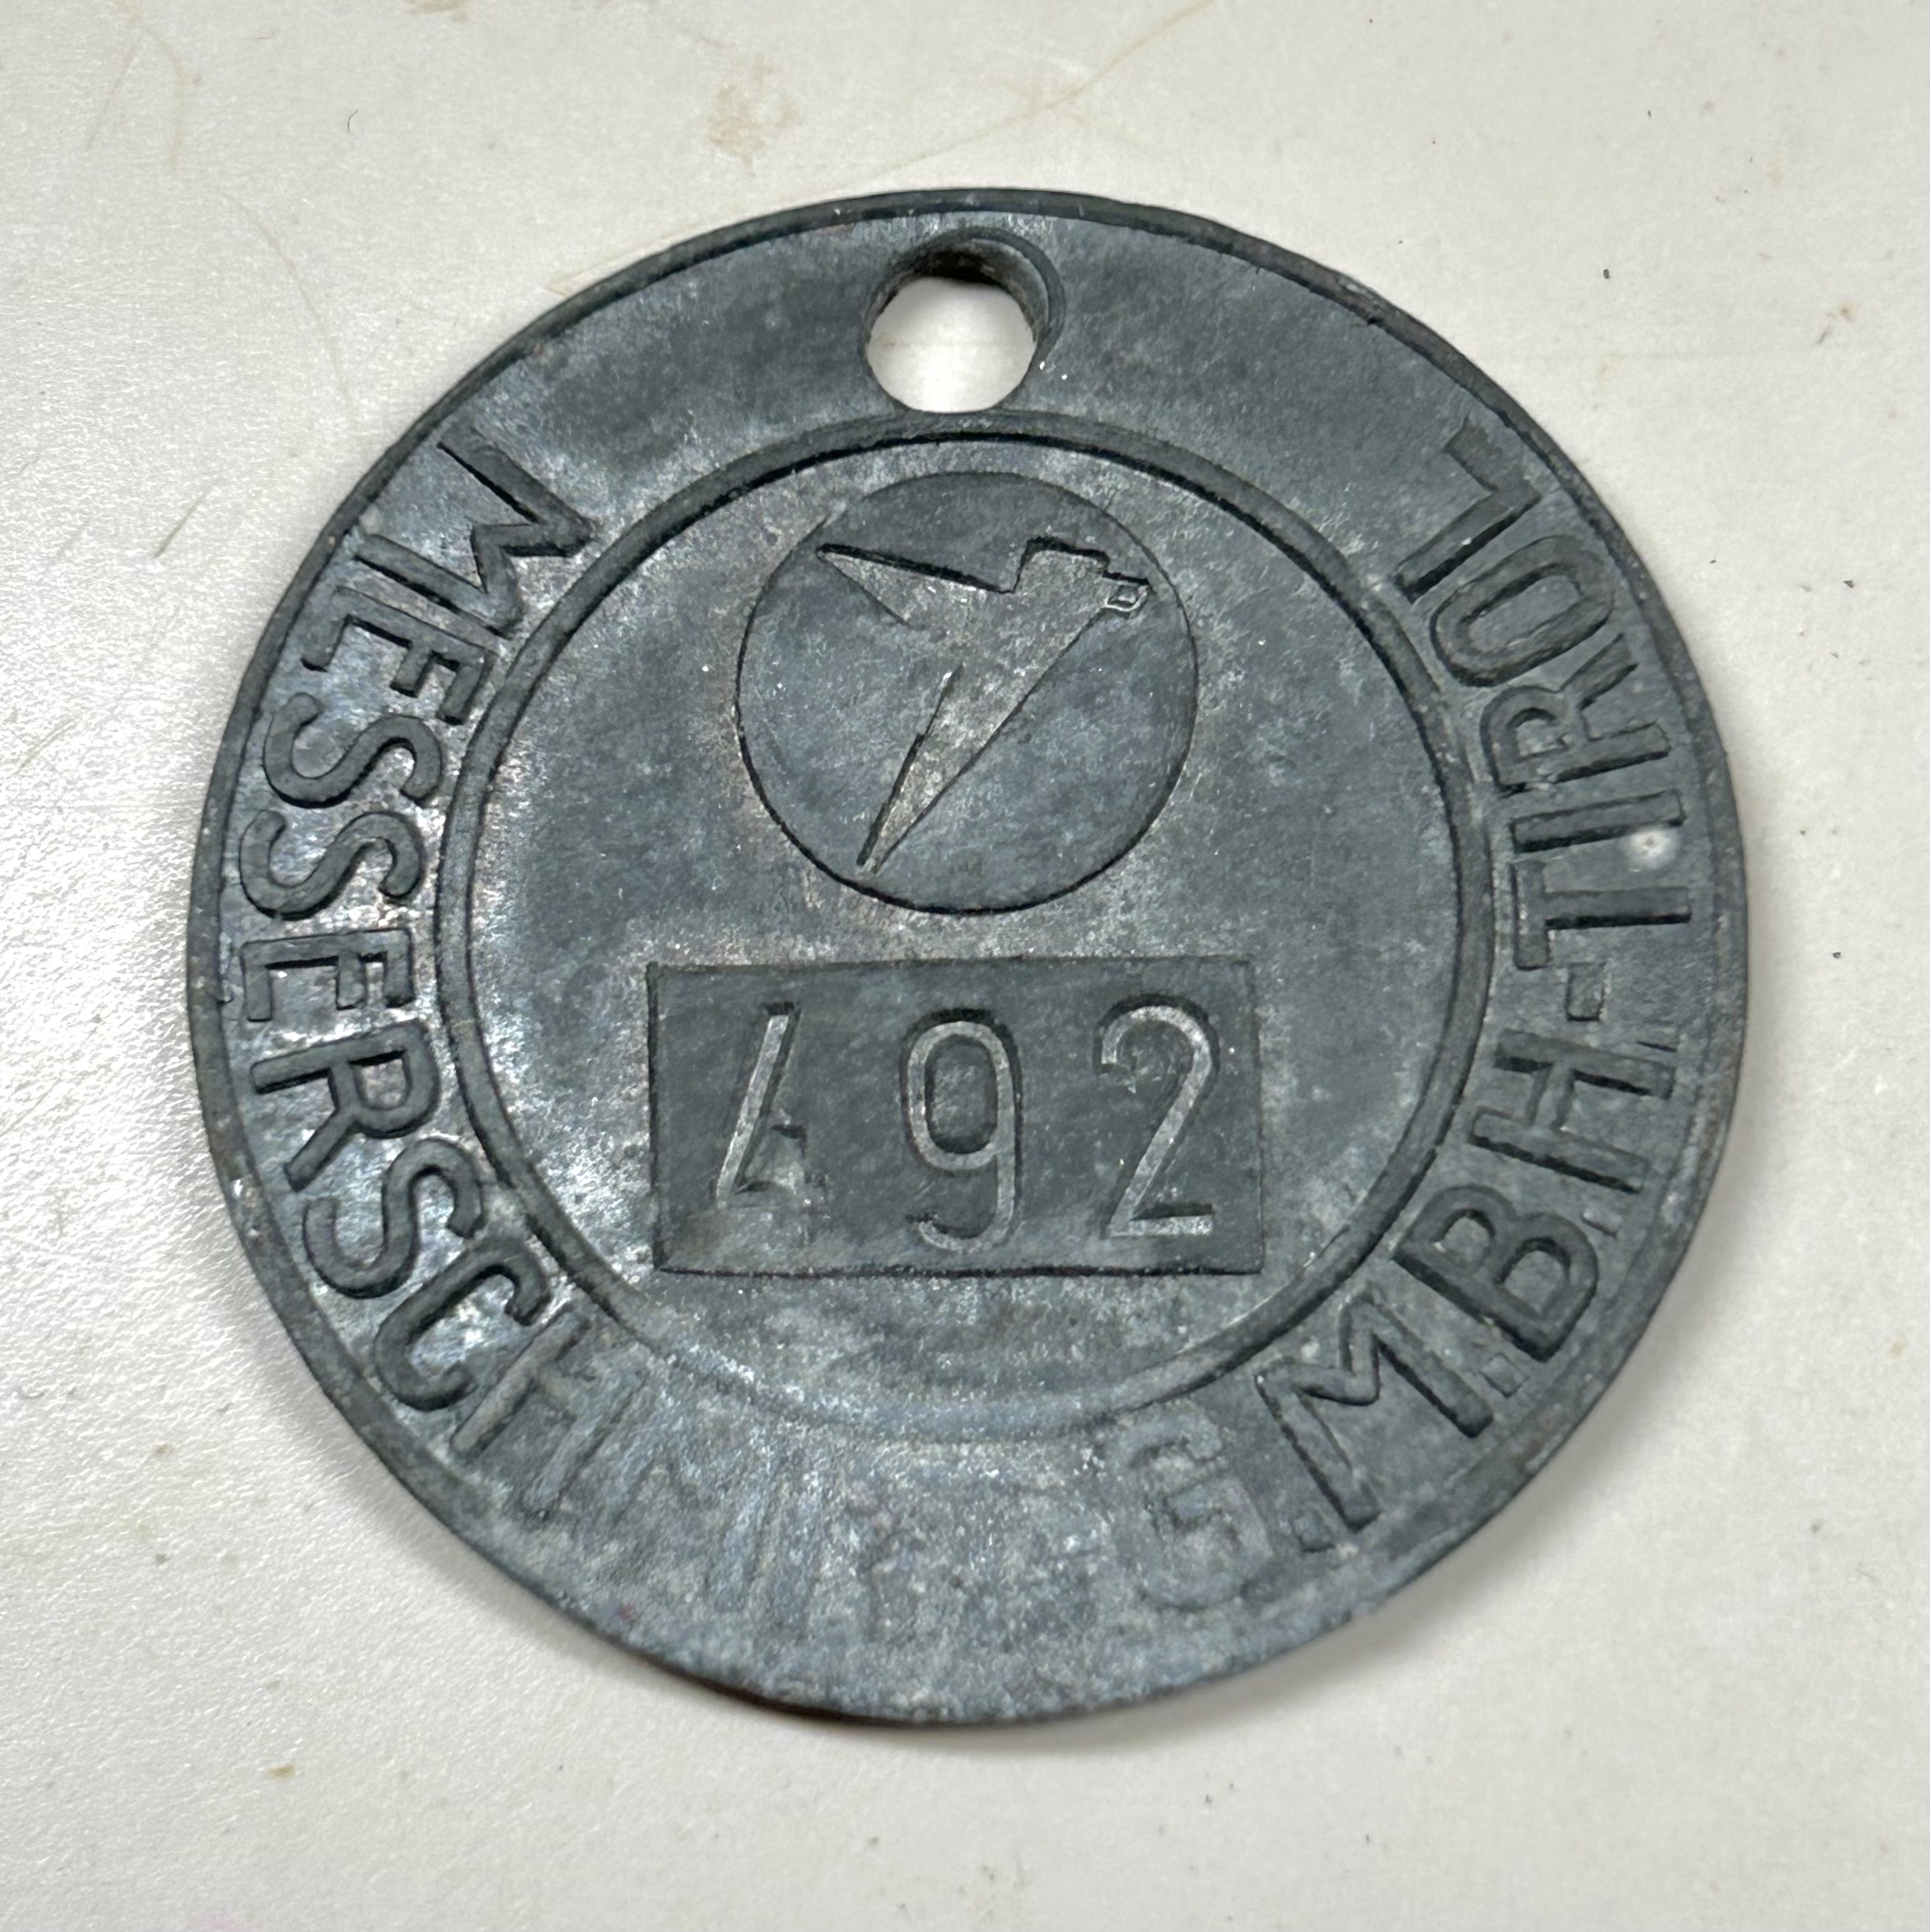 MESSERSCHMITT G.M.B.H-TIROL
492